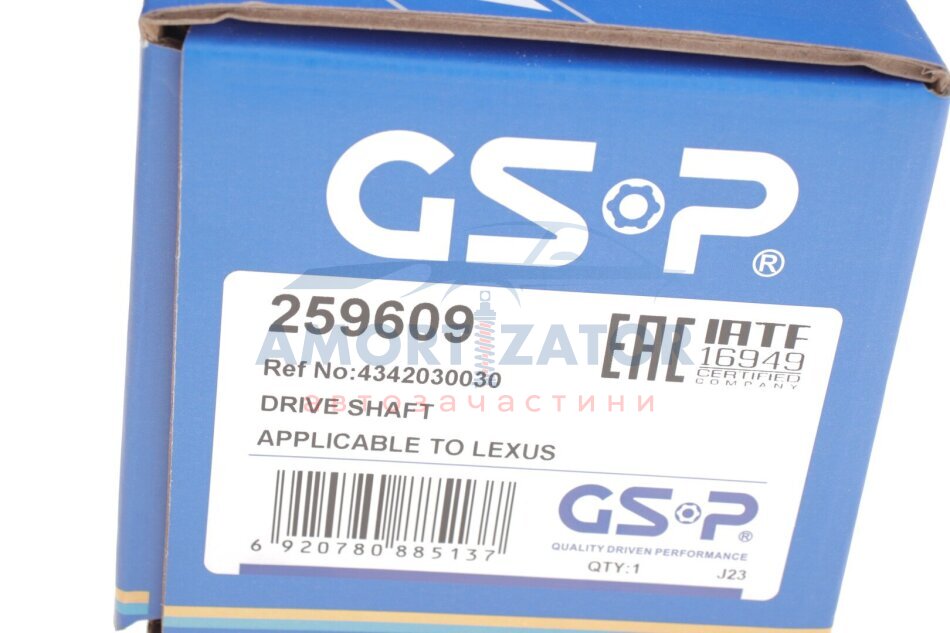 GSP®
259609
Ref No:4342030030
DRIVE SHAFT
APPLICABLE TO LEXUS
EAC
IATF
16949
CERTIFIED
COMPANY
AMORTIZATOR
автозачастини
6 920780 885137
GSP®
QUALITY DRIVEN PERFORMANCE
QTY:1
J23